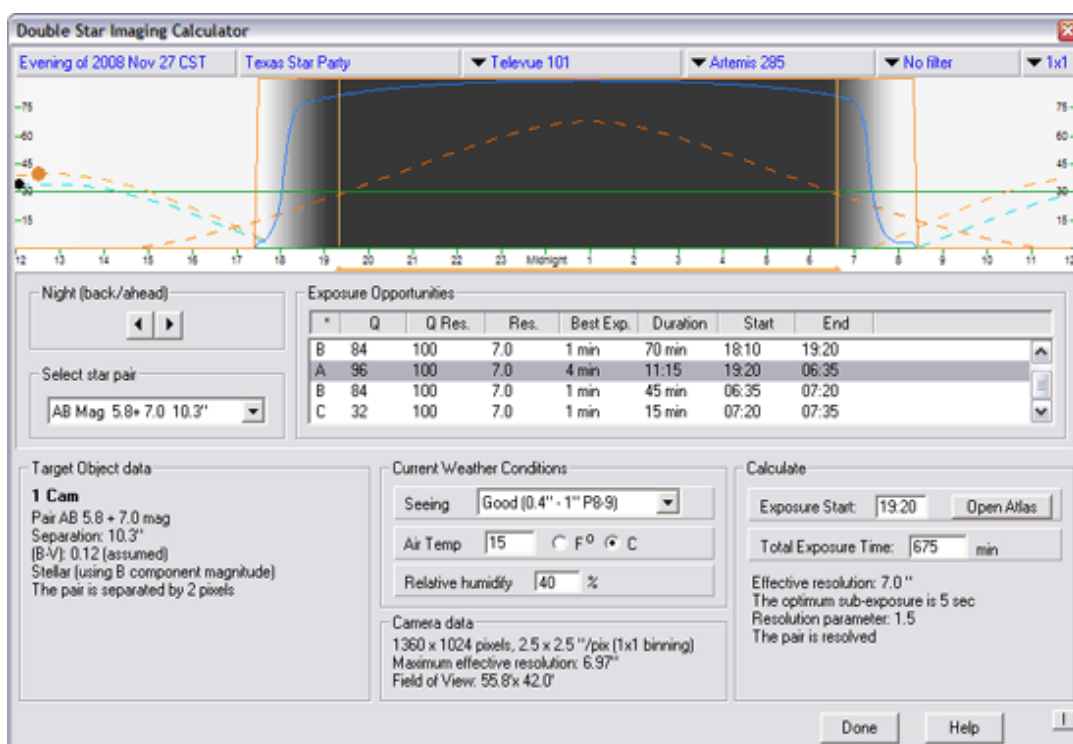 Double Star Imaging Calculator
Evening of 2008 Nov 27 CST Texas Star Party Televue 101 Artemis 285 No filter 1x1
75 75
60 60
45 45
30 30
15 15
12 13 14 15 16 17 18 19 20 21 22 23 Midnight 1 2 3 4 5 6 7 8 9 10 11 12
Night (back/ahead)
Select star pair
AB Mag 5.8+ 7.0 10.3"
Exposure Opportunities
* Q Q Res. Res. Best Exp. Duration Start End
B 84 100 7.0 1 min 70 min 18:10 19:20
A 96 100 7.0 4 min 11:15 19:20 06:35
B 84 100 7.0 1 min 45 min 06:35 07:20
C 32 100 7.0 1 min 15 min 07:20 07:35
Target Object data
1 Cam
Pair AB 5.8 + 7.0 mag
Separation: 10.3"
(B-V): 0.12 (assumed)
Stellar (using B component magnitude)
The pair is separated by 2 pixels
Current Weather Conditions
Seeing Good (0.4" - 1" P8-9)
Air Temp 15 Fº C
Relative humidify 40 %
Camera data
1360 x 1024 pixels, 2.5 x 2.5 "/pix (1x1 binning)
Maximum effective resolution: 6.97"
Field of View: 55.8'x 42.0'
Calculate
Exposure Start: 19:20 Open Atlas
Total Exposure Time: 675 min
Effective resolution: 7.0 "
The optimum sub-exposure is 5 sec
Resolution parameter: 1.5
The pair is resolved
Done Help I